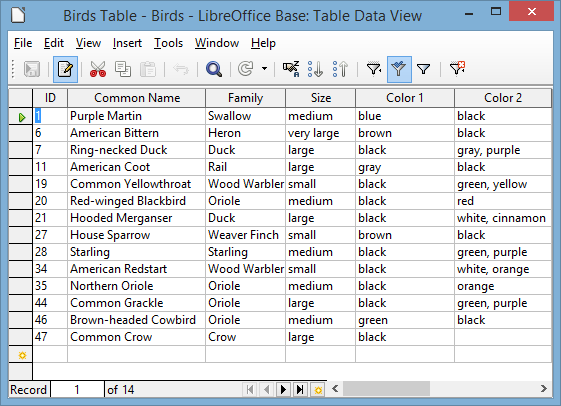 Birds Table - Birds - LibreOffice Base: Table Data View
File Edit View Insert Tools Window Help
ID Common Name Family Size Color 1 Color 2
1 Purple Martin Swallow medium blue black
6 American Bittern Heron very large brown black
7 Ring-necked Duck Duck large black gray, purple
11 American Coot Rail large gray black
19 Common Yellowthroat Wood Warbler small black green, yellow
20 Red-winged Blackbird Oriole medium black red
21 Hooded Merganser Duck large black white, cinnamon
27 House Sparrow Weaver Finch small brown black
28 Starling Starling medium black green, purple
34 American Redstart Wood Warbler small black white, orange
35 Northern Oriole Oriole medium black orange
44 Common Grackle Oriole large black green, purple
46 Brown-headed Cowbird Oriole medium green black
47 Common Crow Crow large black
Record 1 of 14